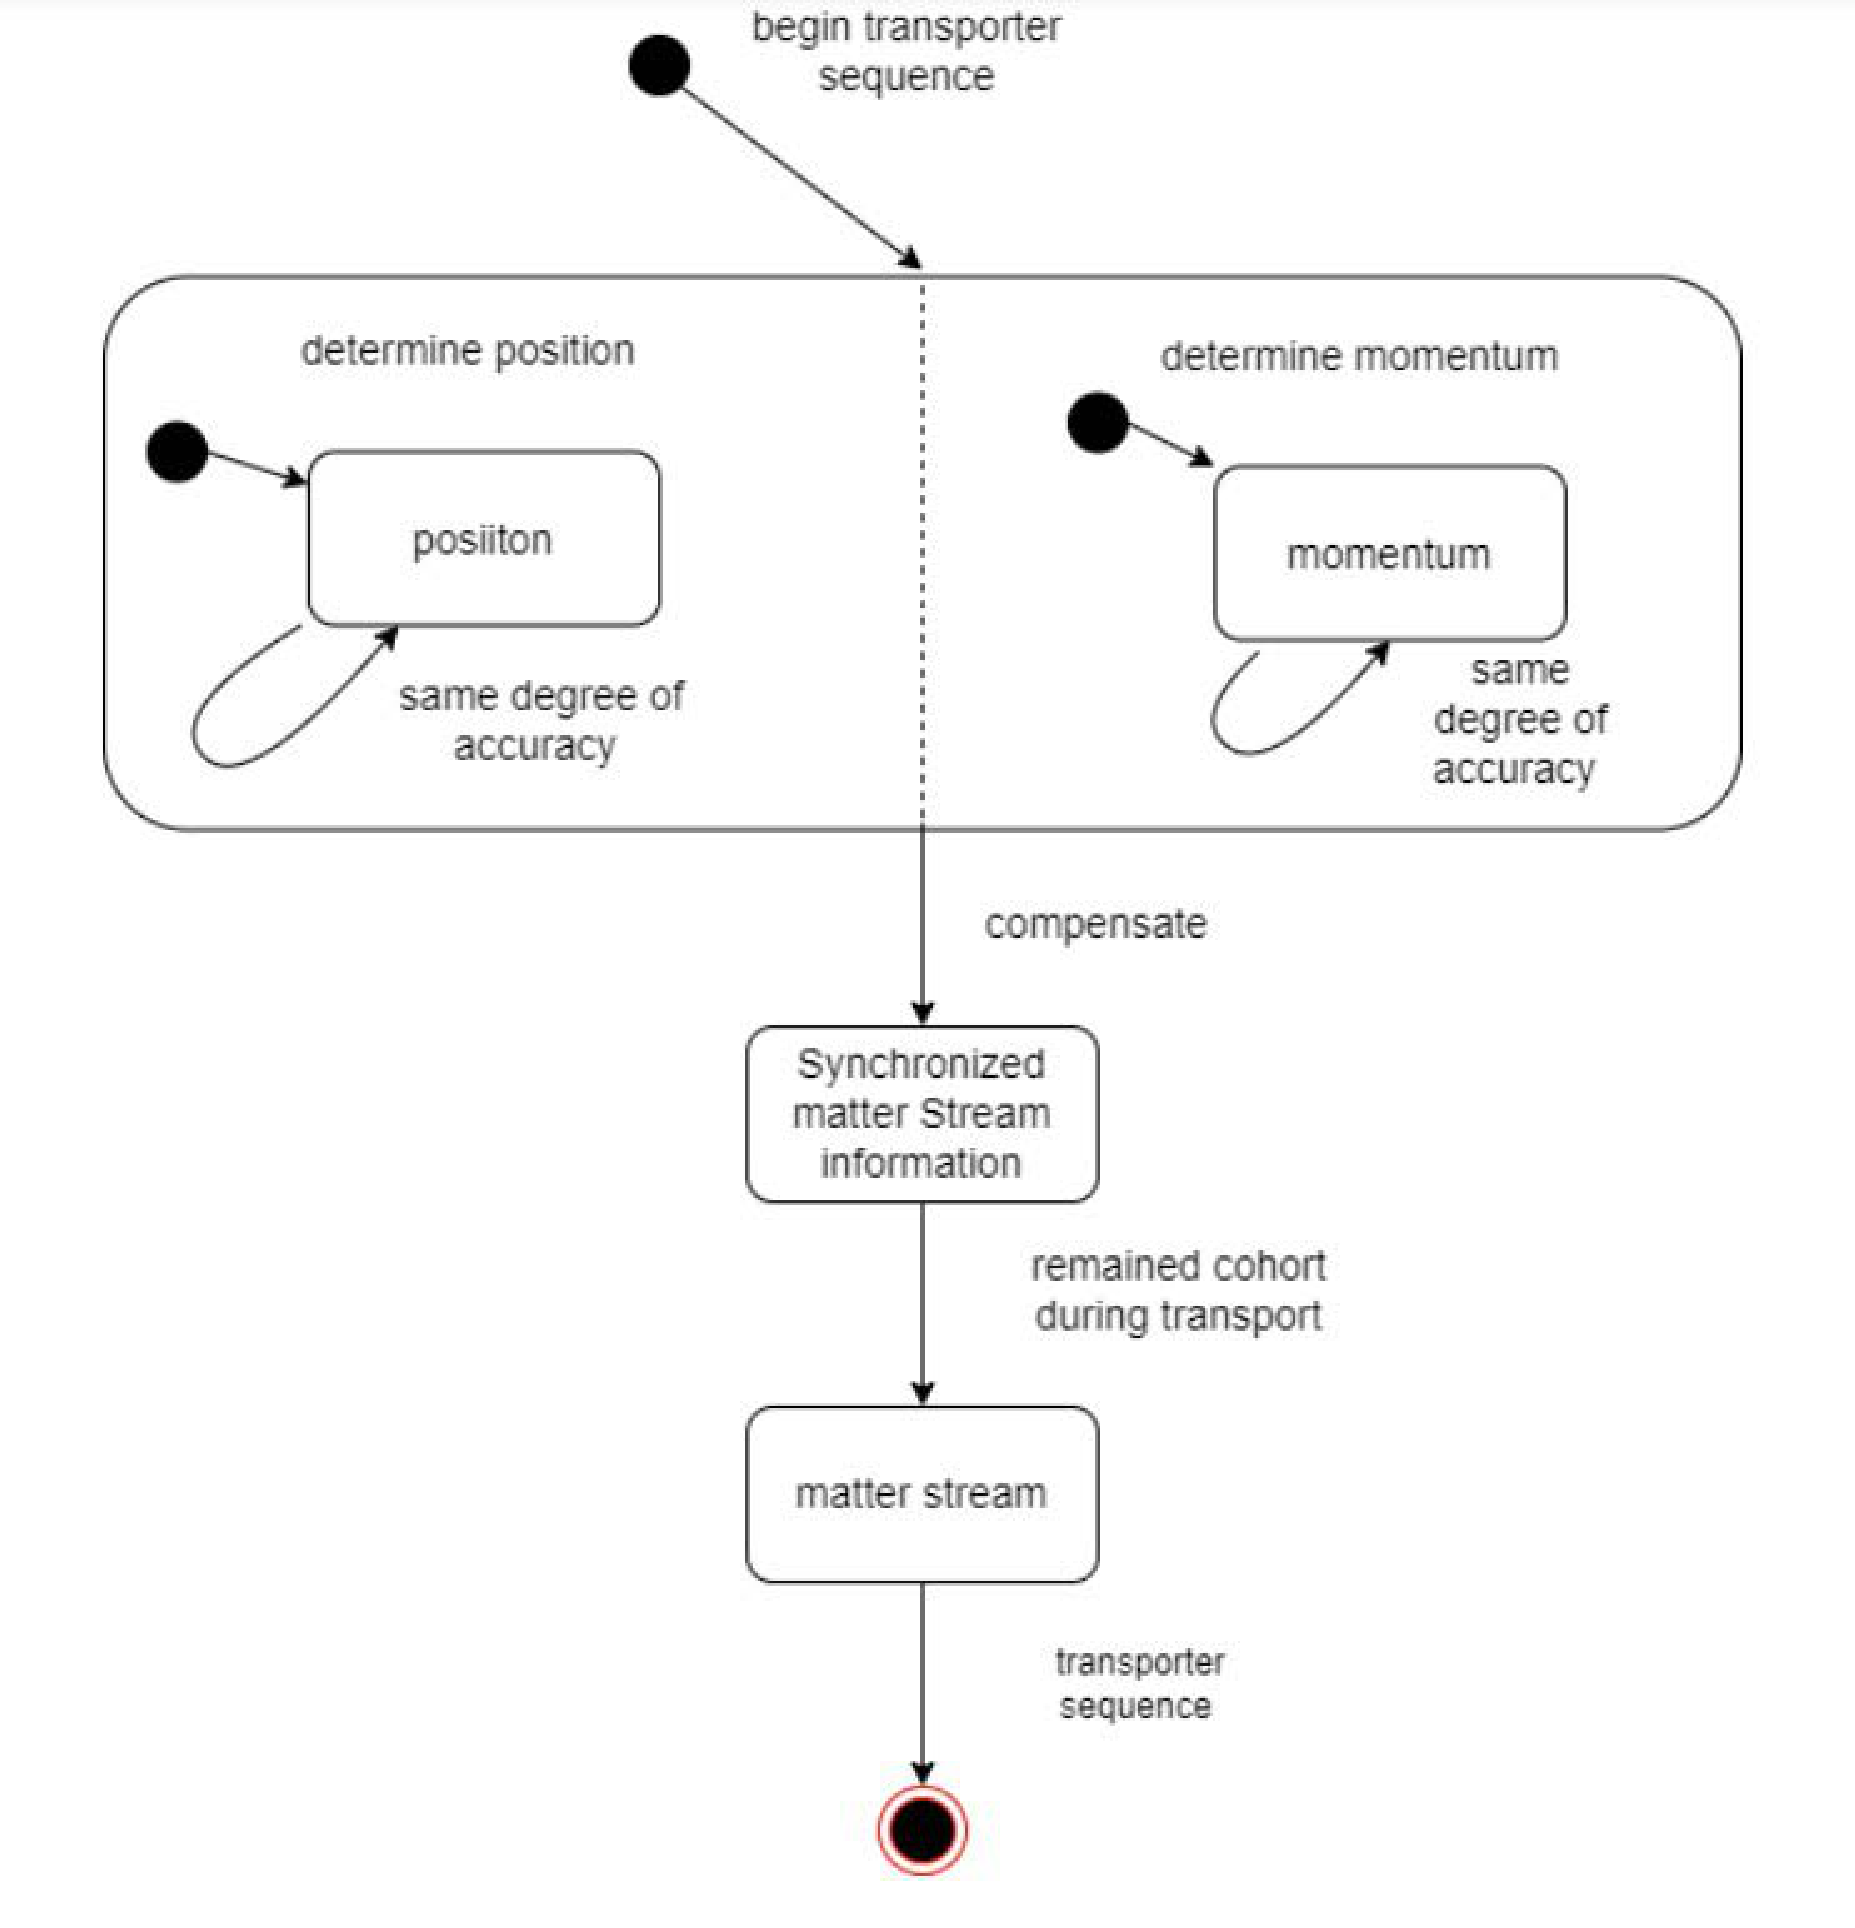 begin transporter
sequence
determine position
determine momentum
posiiton
momentum
same degree of
accuracy
same
degree of
accuracy
compensate
Synchronized
matter Stream
information
remained cohort
during transport
matter stream
transporter
sequence